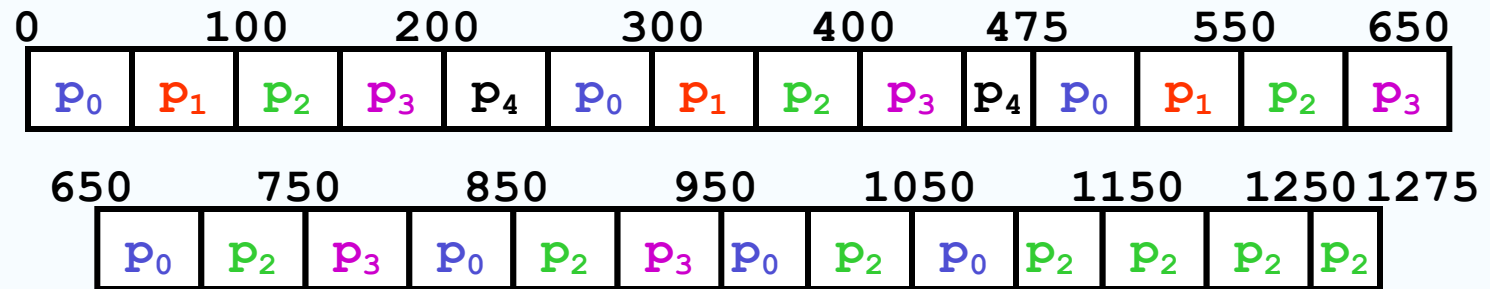 0 100 200 300 400 475 550 650
p₀ p₁ p₂ p₃ p₄ p₀ p₁ p₂ p₃ p₄ p₀ p₁ p₂ p₃
650 750 850 950 1050 1150 1250 1275
p₀ p₂ p₃ p₀ p₂ p₃ p₀ p₂ p₀ p₂ p₂ p₂ p₂